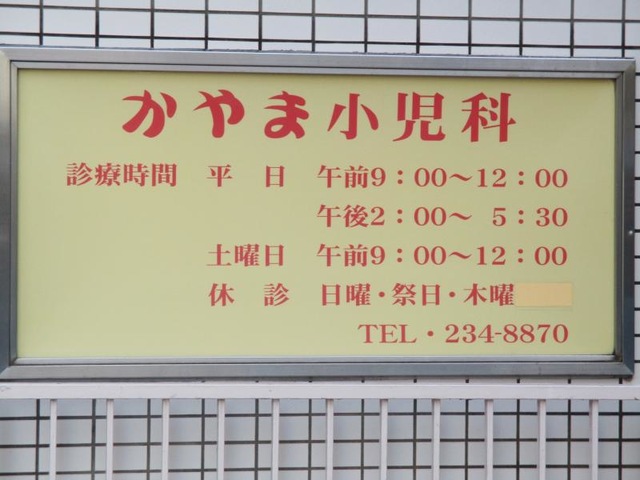 かやま小児科
診療時間 平 日 午前9:00〜12:00
午後2:00〜 5:30
土曜日 午前9:00〜12:00
休 診 日曜・祭日・木曜
TEL・234-8870